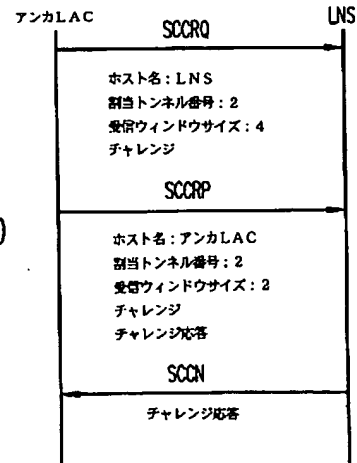 アンカLAC
LNS
SCCRQ
ホスト名：LNS
割当トンネル番号：2
受信ウィンドウサイズ：4
チャレンジ
SCCRP
ホスト名：アンカLAC
割当トンネル番号：2
受信ウィンドウサイズ：2
チャレンジ
チャレンジ応答
SCCN
チャレンジ応答